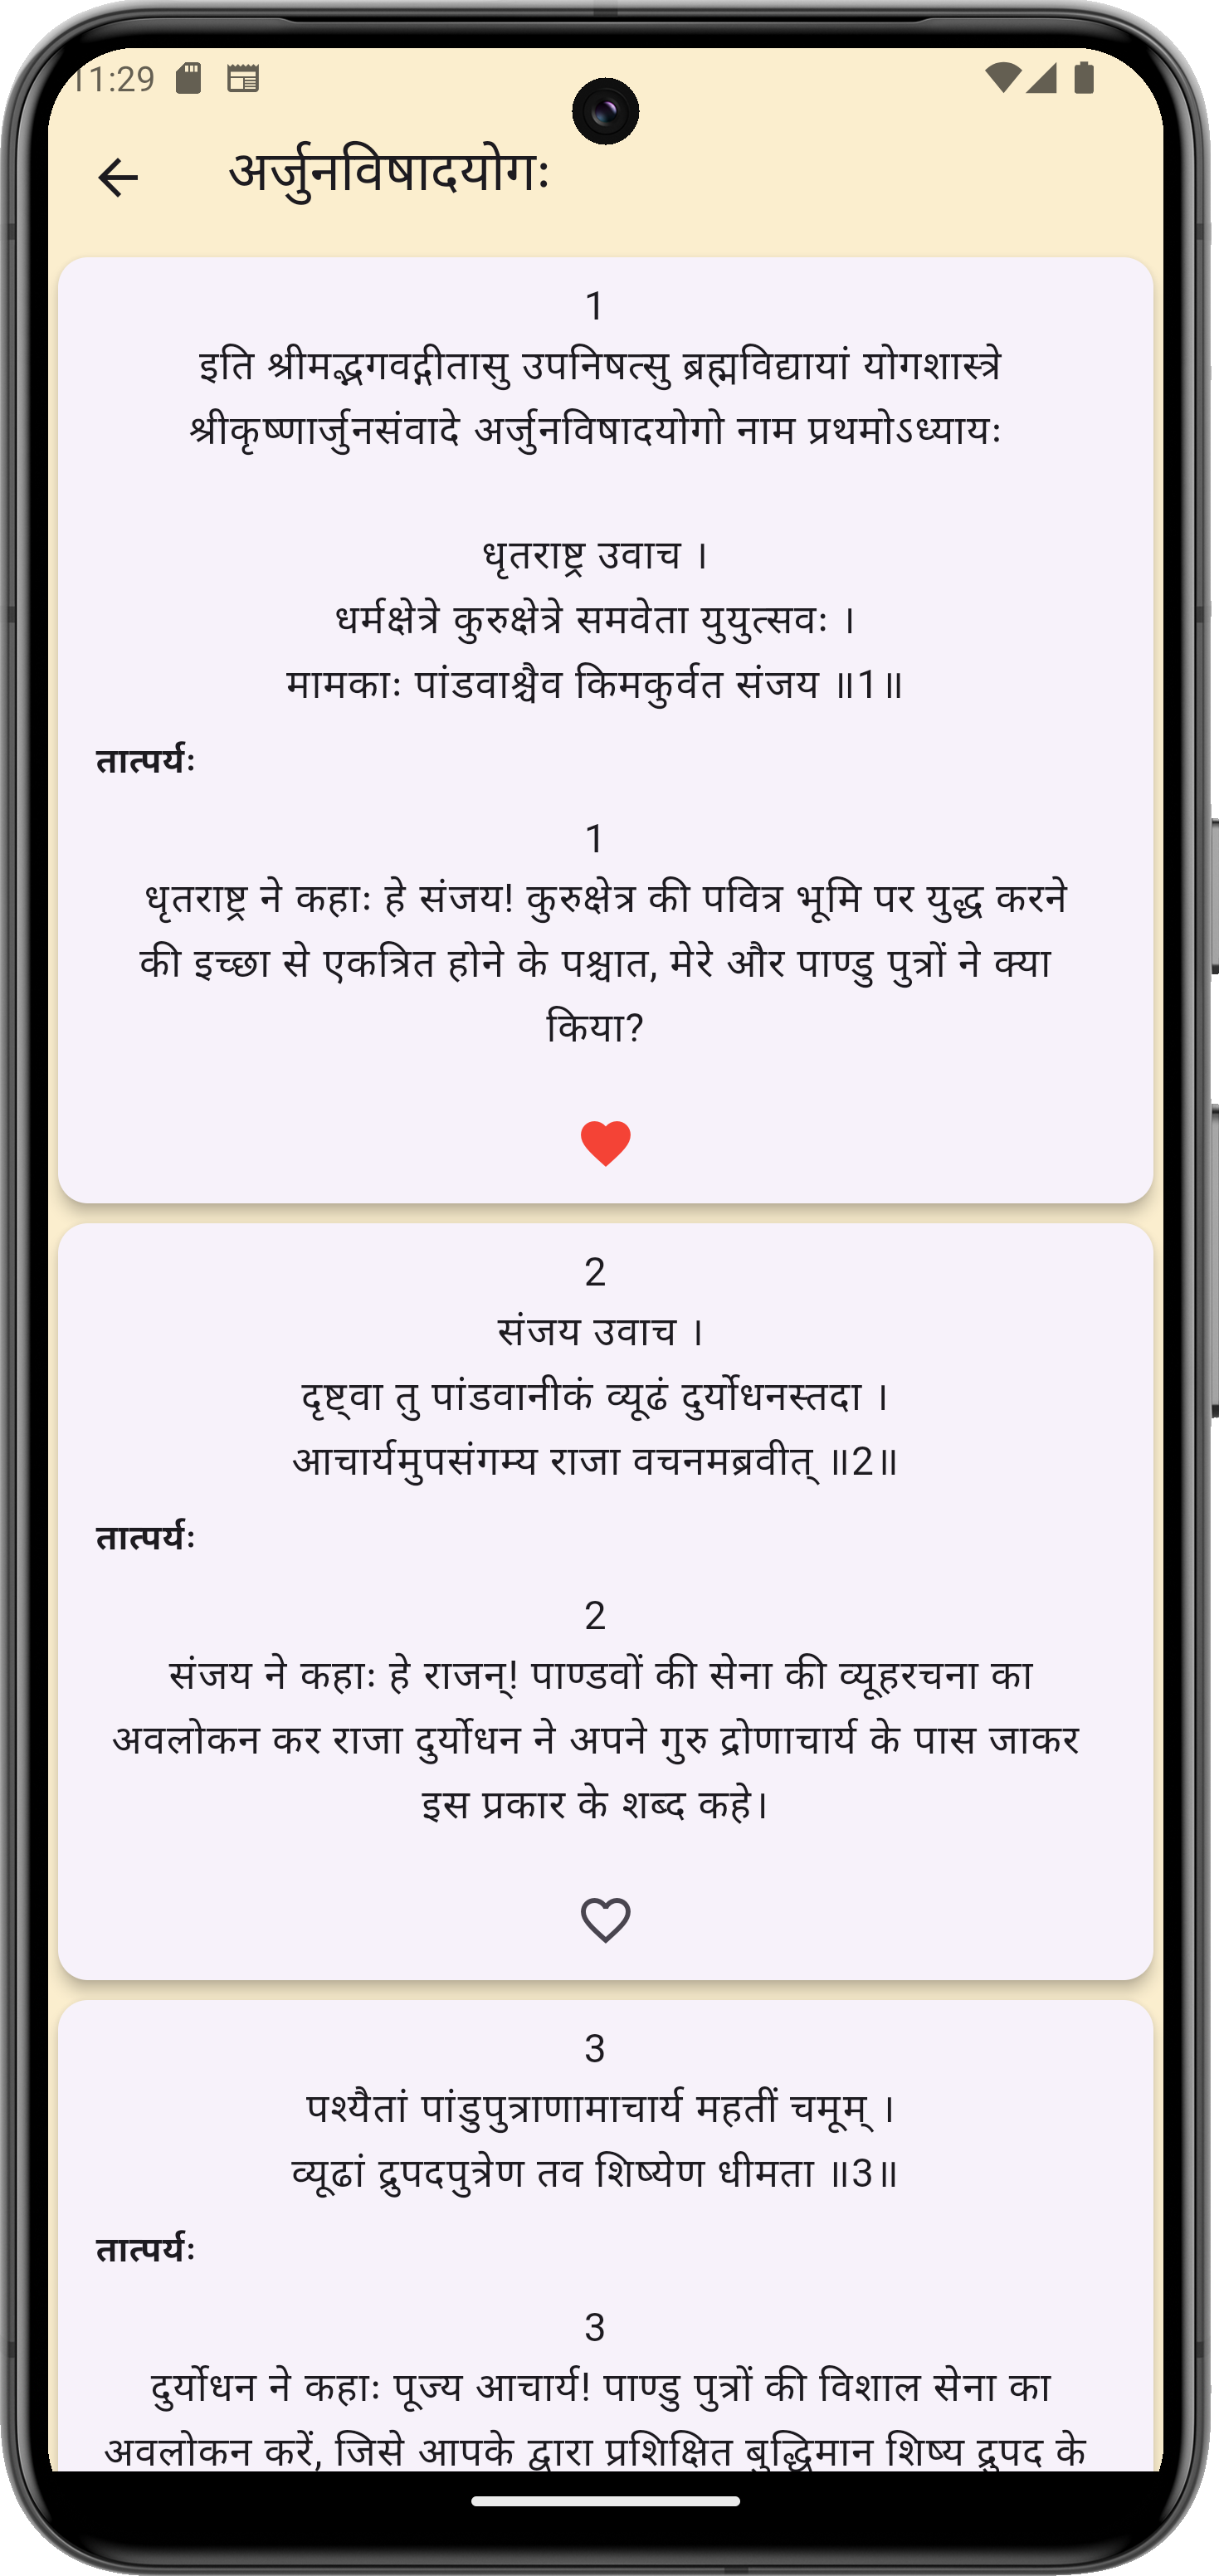 11:29
अर्जुनविषादयोगः
1
इति श्रीमद्भगवद्गीतासु उपनिषत्सु ब्रह्मविद्यायां योगशास्त्रे
श्रीकृष्णार्जुनसंवादे अर्जुनविषादयोगो नाम प्रथमोऽध्यायः
धृतराष्ट्र उवाच ।
धर्मक्षेत्रे कुरुक्षेत्रे समवेता युयुत्सवः ।
मामकाः पांडवाश्चैव किमकुर्वत संजय ॥1॥
तात्पर्यः
1
धृतराष्ट्र ने कहाः हे संजय! कुरुक्षेत्र की पवित्र भूमि पर युद्ध करने
की इच्छा से एकत्रित होने के पश्चात, मेरे और पाण्डु पुत्रों ने क्या
किया?
2
संजय उवाच ।
दृष्ट्वा तु पांडवानीकं व्यूढं दुर्योधनस्तदा ।
आचार्यमुपसंगम्य राजा वचनमब्रवीत् ॥2॥
तात्पर्यः
2
संजय ने कहाः हे राजन्! पाण्डवों की सेना की व्यूहरचना का
अवलोकन कर राजा दुर्योधन ने अपने गुरु द्रोणाचार्य के पास जाकर
इस प्रकार के शब्द कहे।
3
पश्यैतां पांडुपुत्राणामाचार्य महतीं चमूम् ।
व्यूढां द्रुपदपुत्रेण तव शिष्येण धीमता ॥3॥
तात्पर्यः
3
दुर्योधन ने कहाः पूज्य आचार्य! पाण्डु पुत्रों की विशाल सेना का
अवलोकन करें, जिसे आपके द्वारा प्रशिक्षित बुद्धिमान शिष्य द्रुपद के